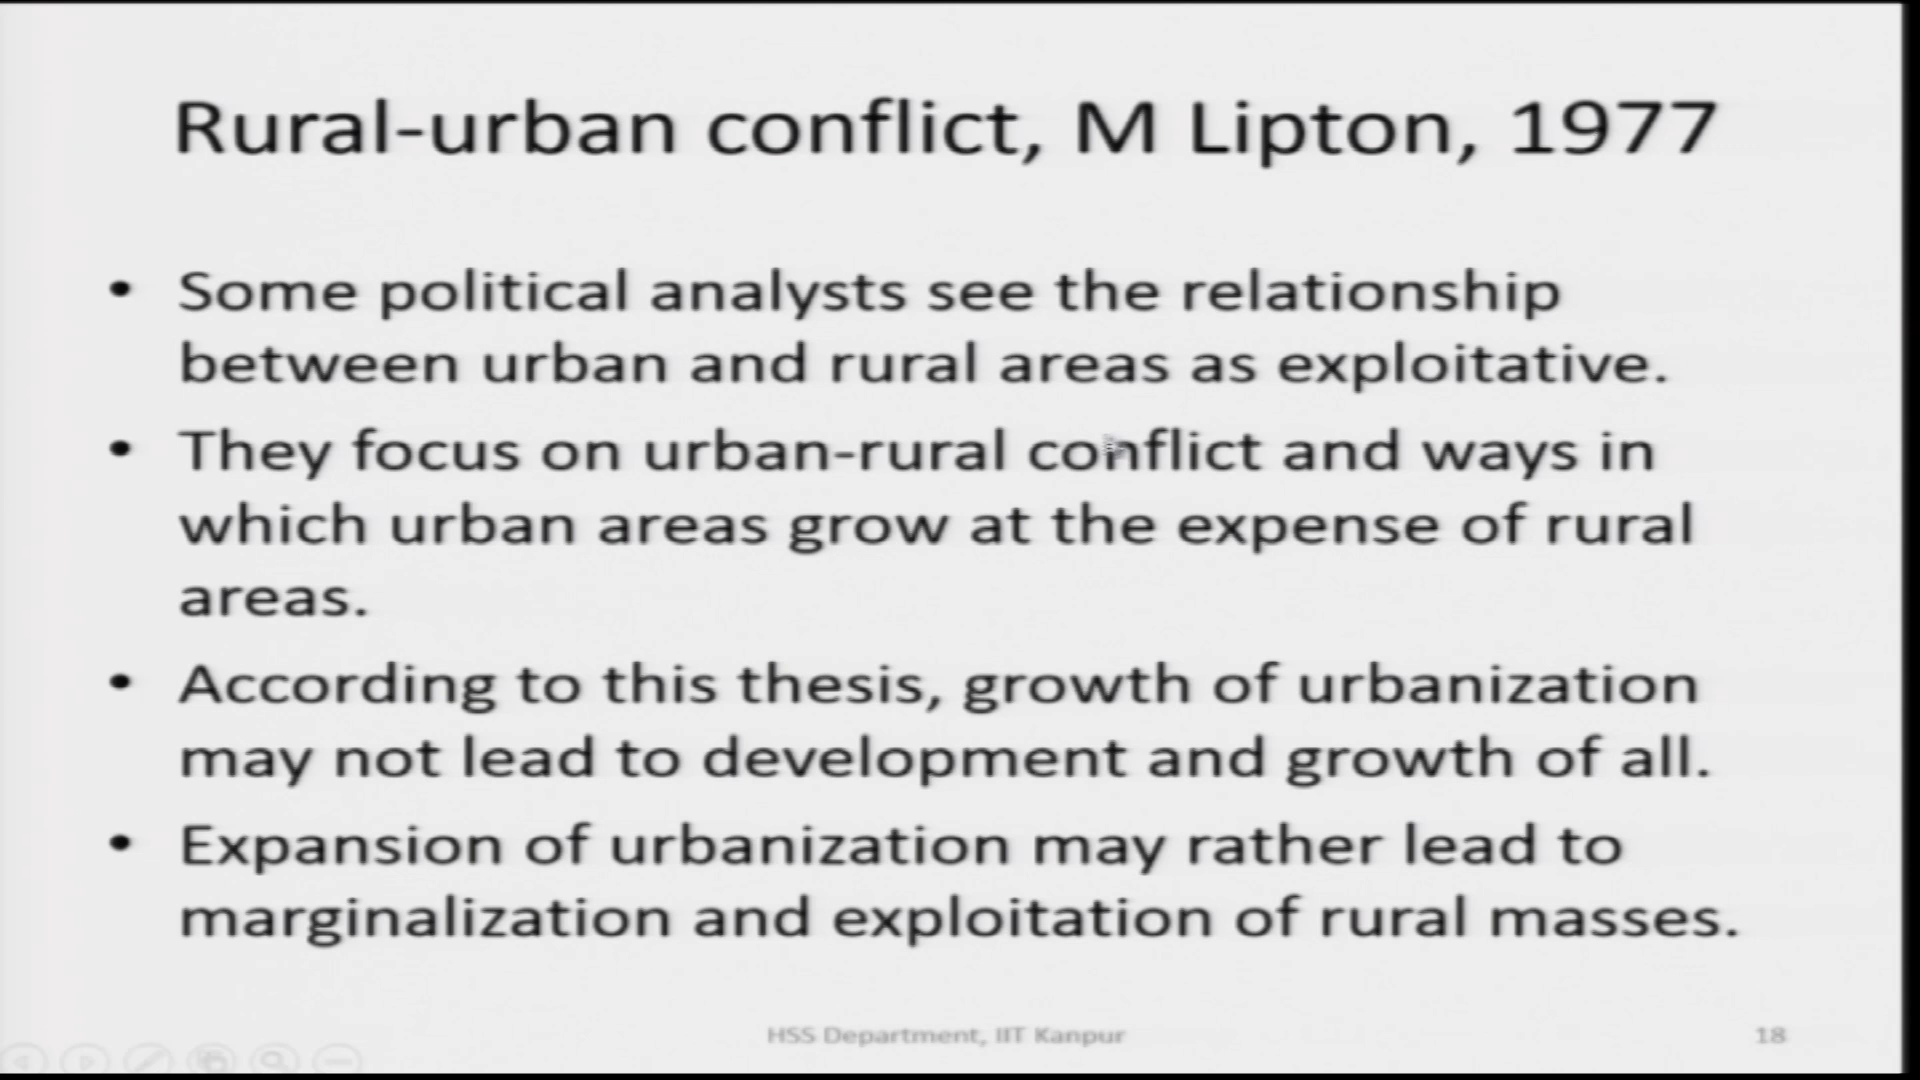 Rural-urban conflict, M Lipton, 1977
• Some political analysts see the relationship
between urban and rural areas as exploitative.
• They focus on urban-rural conflict and ways in
which urban areas grow at the expense of rural
areas.
• According to this thesis, growth of urbanization
may not lead to development and growth of all.
• Expansion of urbanization may rather lead to
marginalization and exploitation of rural masses.
HSS Department, IIT Kanpur
18